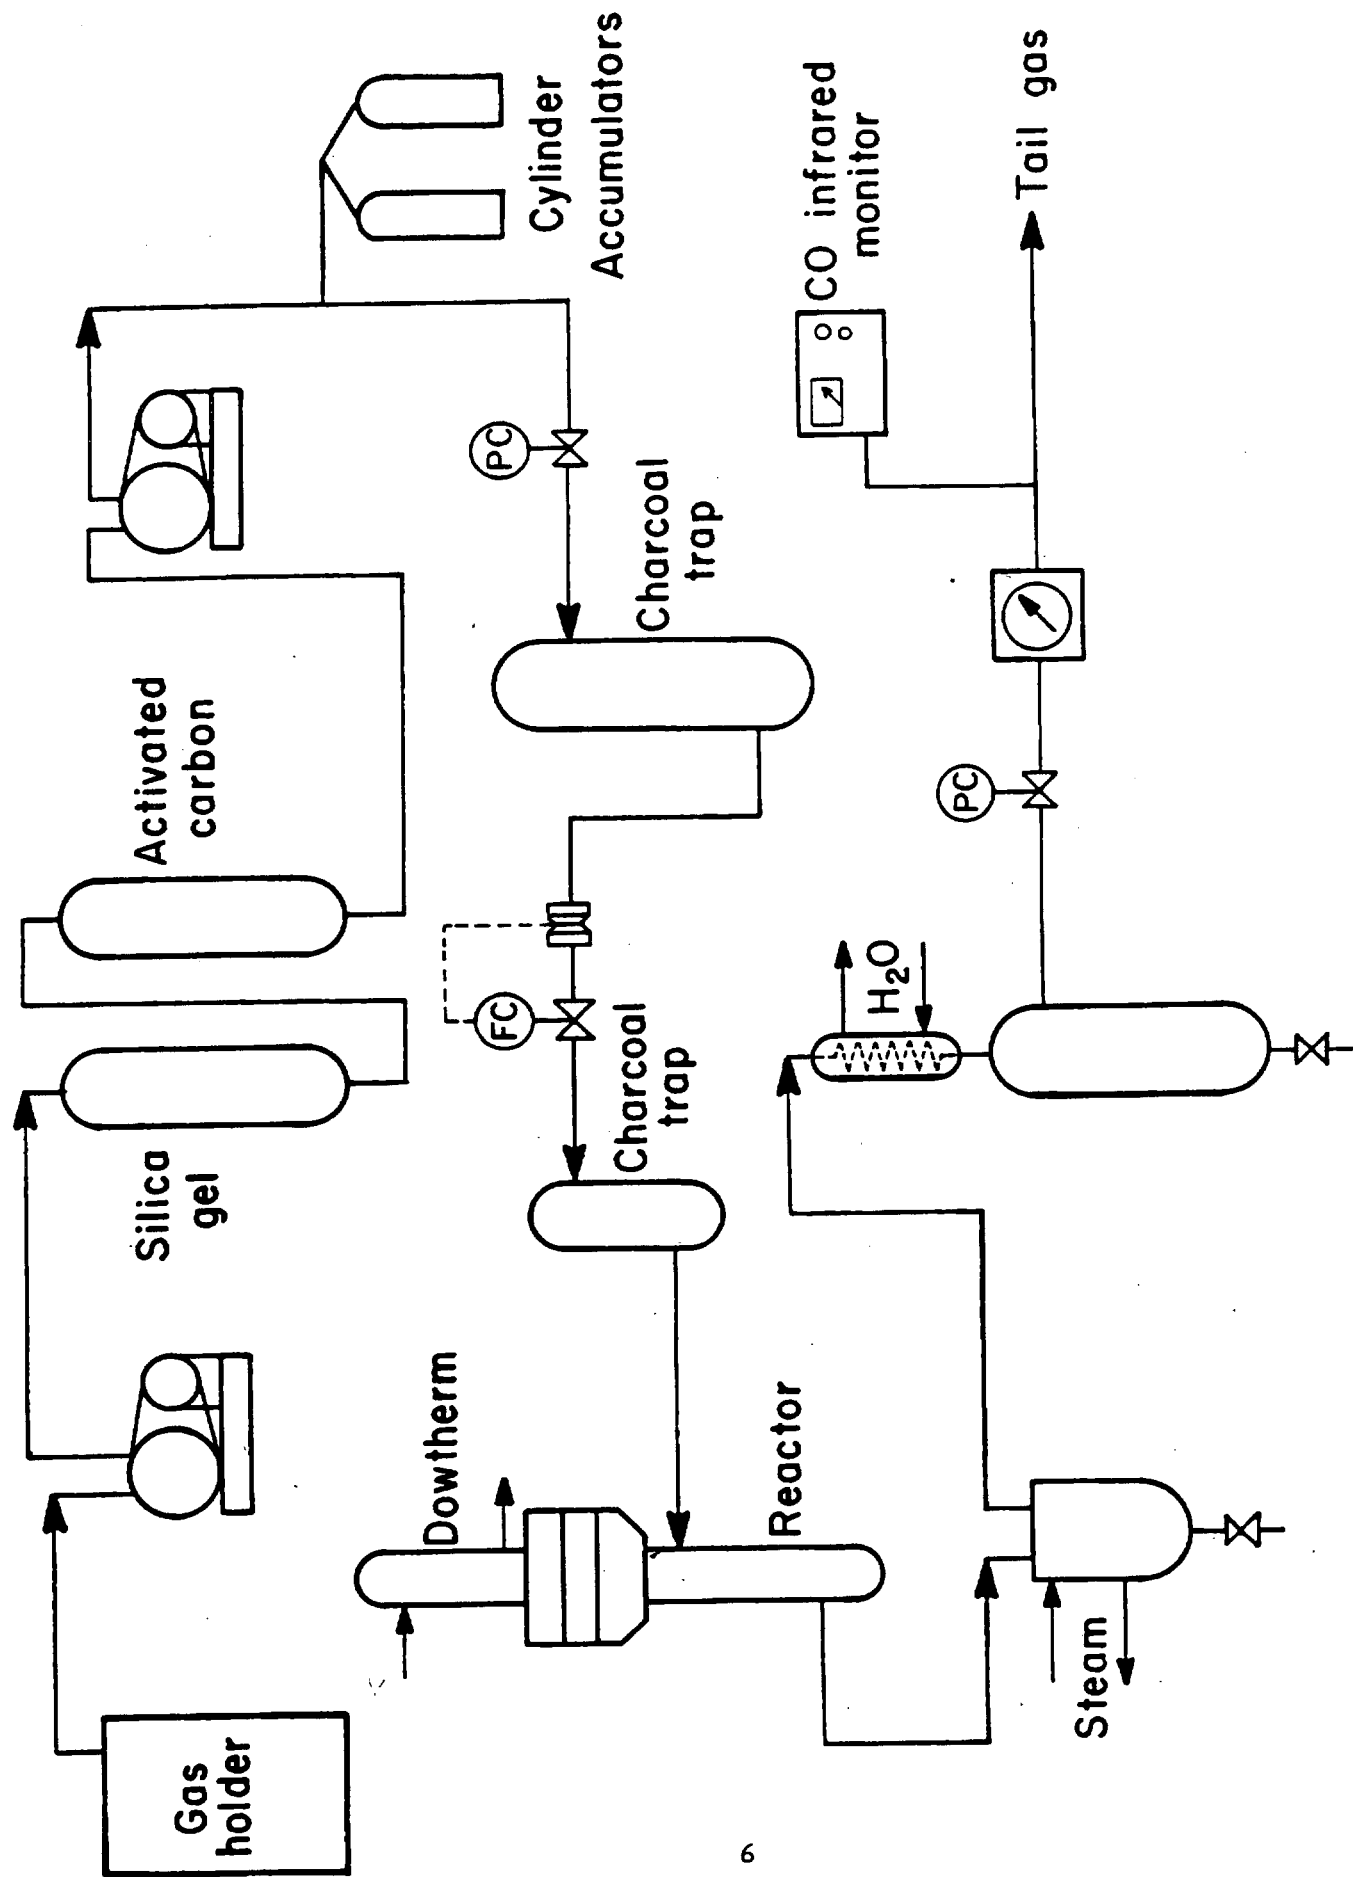 Gas
holder
Silica
gel
Activated
carbon
Cylinder
Accumulators
PC
Charcoal
trap
FC
Charcoal
trap
Dowtherm
Reactor
Steam
H₂O
PC
CO infrared
monitor
Tail gas
6